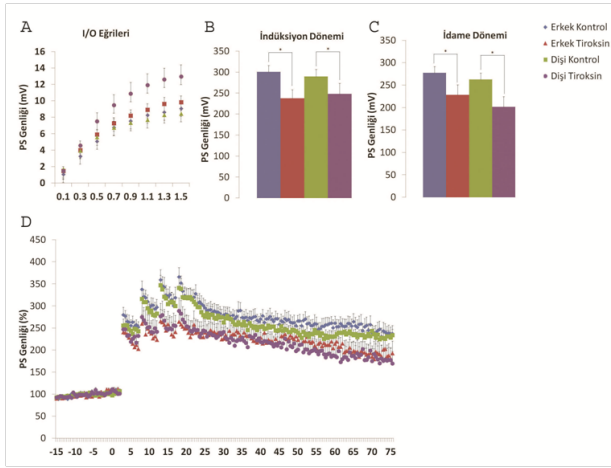 A
I/O Eğrileri
PS Genliği (mV)
16
14
12
10
8
6
4
2
0
0.1 0.3 0.5 0.7 0.9 1.1 1.3 1.5
B
İndüksiyon Dönemi
PS Genliği (mV)
350
300
250
200
150
100
50
0
*
*
C
İdame Dönemi
PS Genliği (mV)
350
300
250
200
150
100
50
0
*
*
Erkek Kontrol
Erkek Tiroksin
Dişi Kontrol
Dişi Tiroksin
D
PS Genliği (%)
450
400
350
300
250
200
150
100
50
0
-15 -10 -5 0 5 10 15 20 25 30 35 40 45 50 55 60 65 70 75